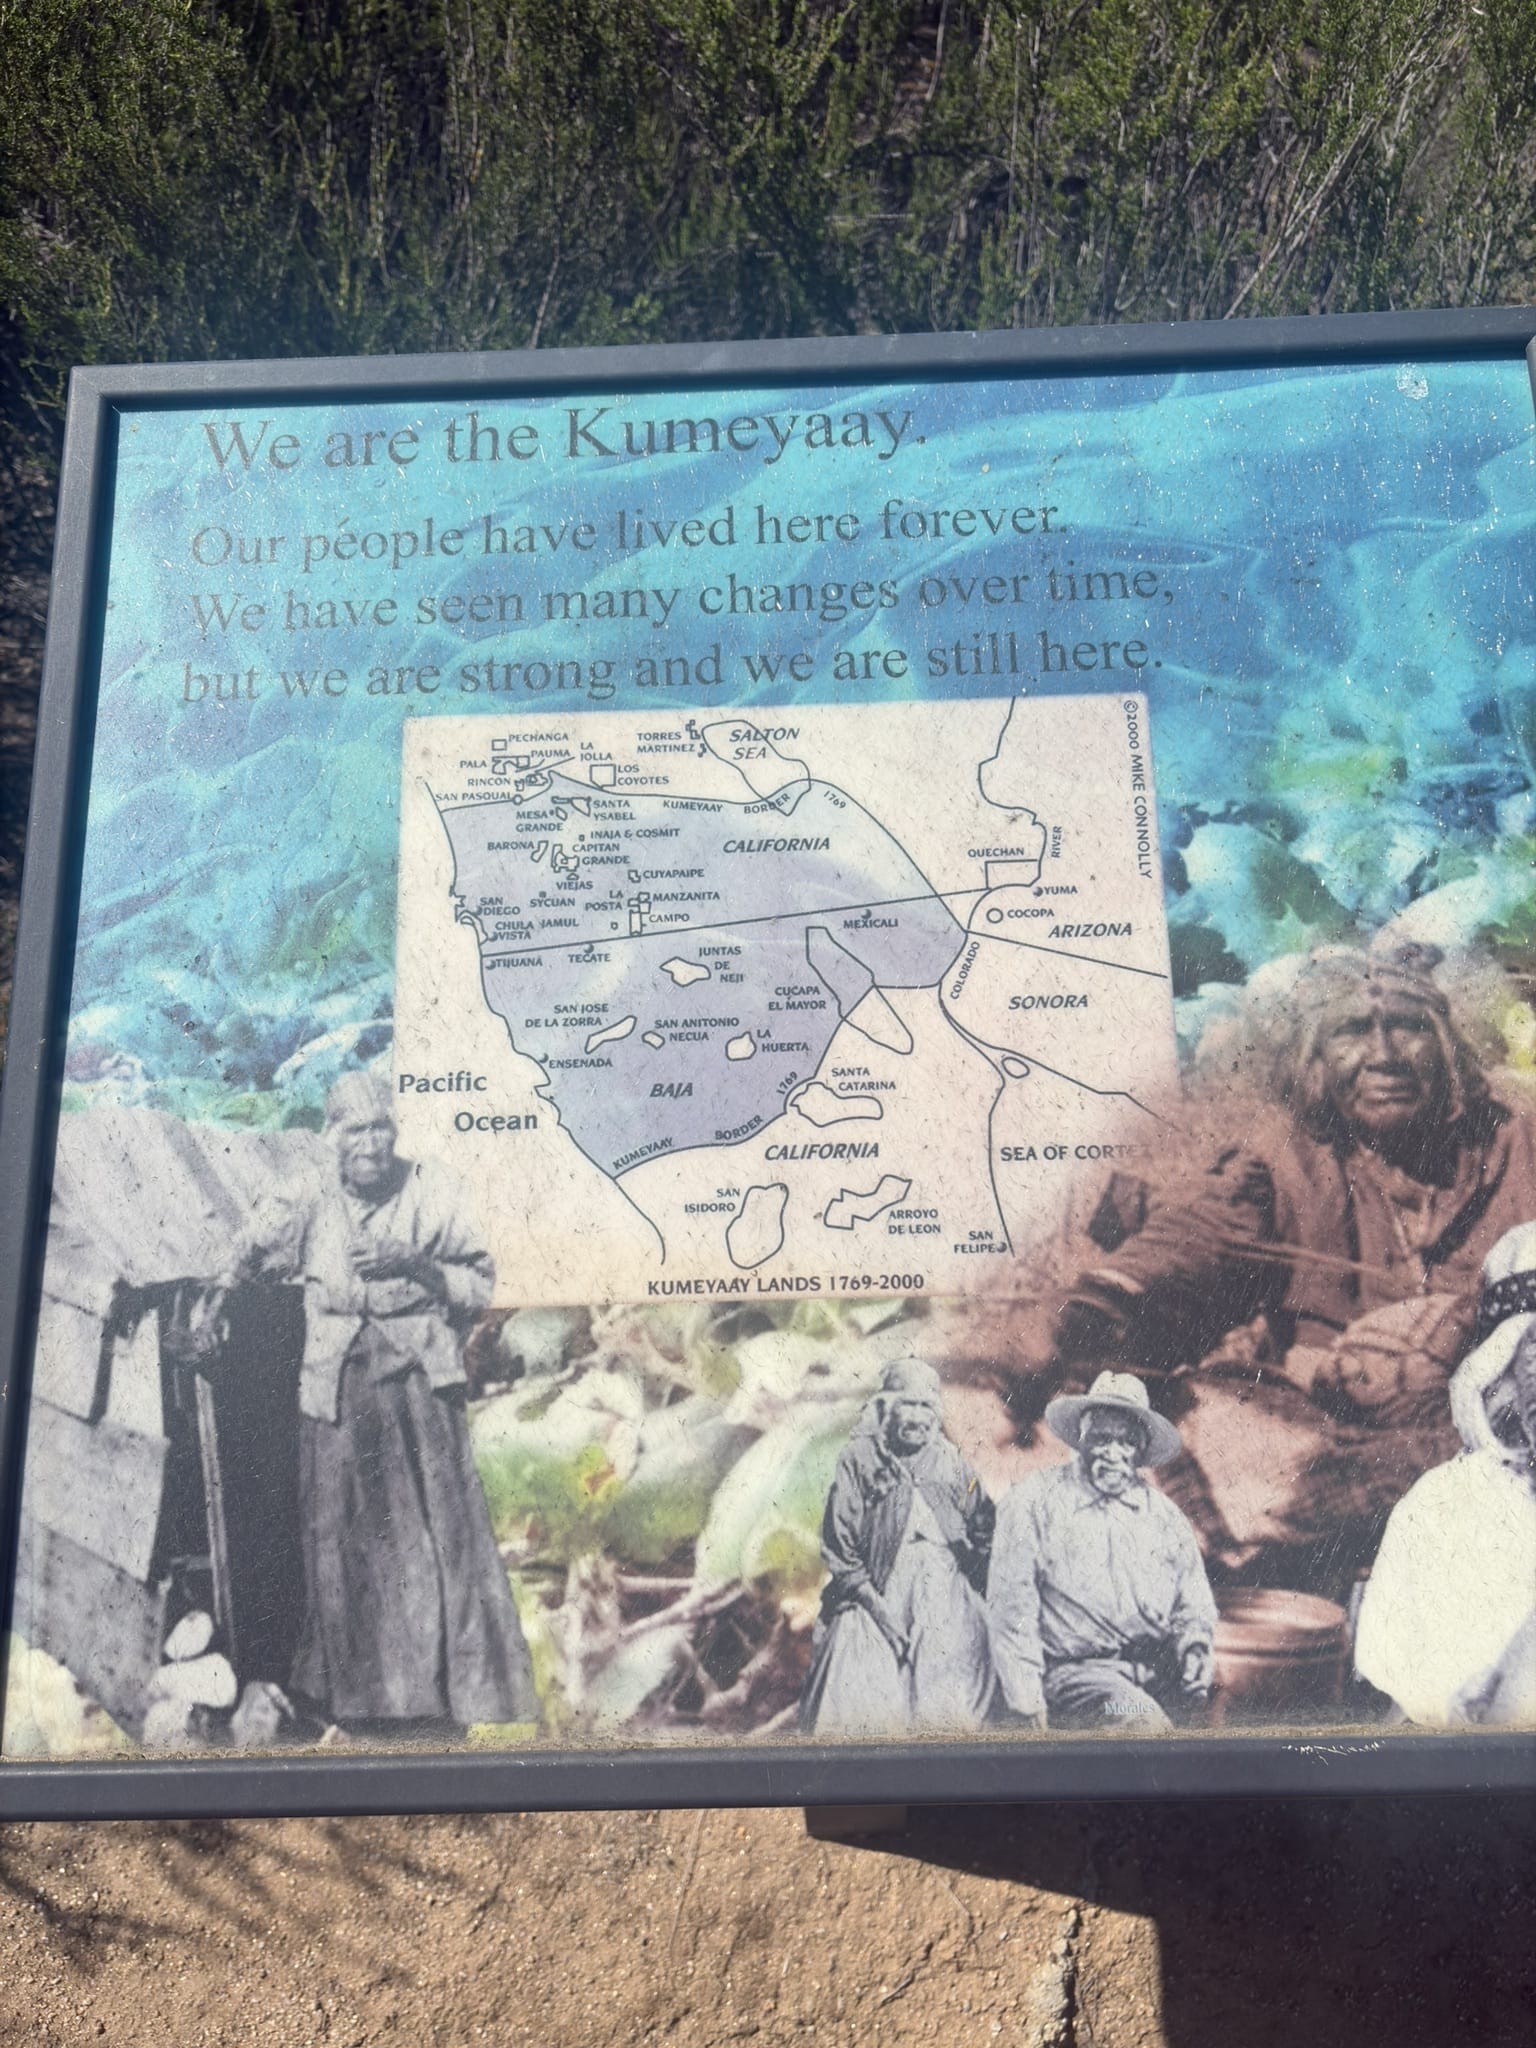 We are the Kumeyaay.
Our people have lived here forever.
We have seen many changes over time,
but we are strong and we are still here.
©2000 MIKE CONNOLLY
PECHANGA
PALA
PAUMA
LA
JOLLA
RINCON
SAN PASQUAL
LOS
COYOTES
TORRES
MARTINEZ
SALTON
SEA
KUMEYAAY BORDER 1769
MESA
GRANDE
SANTA
YSABEL
INAJA & COSMIT
BARONA
CAPITAN
GRANDE
VIEJAS
CUYAPAIPE
CALIFORNIA
SAN
DIEGO
SYCUAN
LA
POSTA
MANZANITA
CAMPO
CHULA
VISTA
JAMUL
TIJUANA
TECATE
MEXICALI
QUECHAN
RIVER
YUMA
COCOPA
ARIZONA
COLORADO
SONORA
JUNTAS
DE
NEJI
CUCAPA
EL MAYOR
SAN JOSE
DE LA ZORRA
SAN ANITONIO
NECUA
LA
HUERTA
ENSENADA
BAJA
Pacific
Ocean
SANTA
CATARINA
KUMEYAAY BORDER 1769
CALIFORNIA
SEA OF CORTE
SAN
ISIDORO
ARROYO
DE LEON
SAN
FELIPE
KUMEYAAY LANDS 1769-2000
Morales